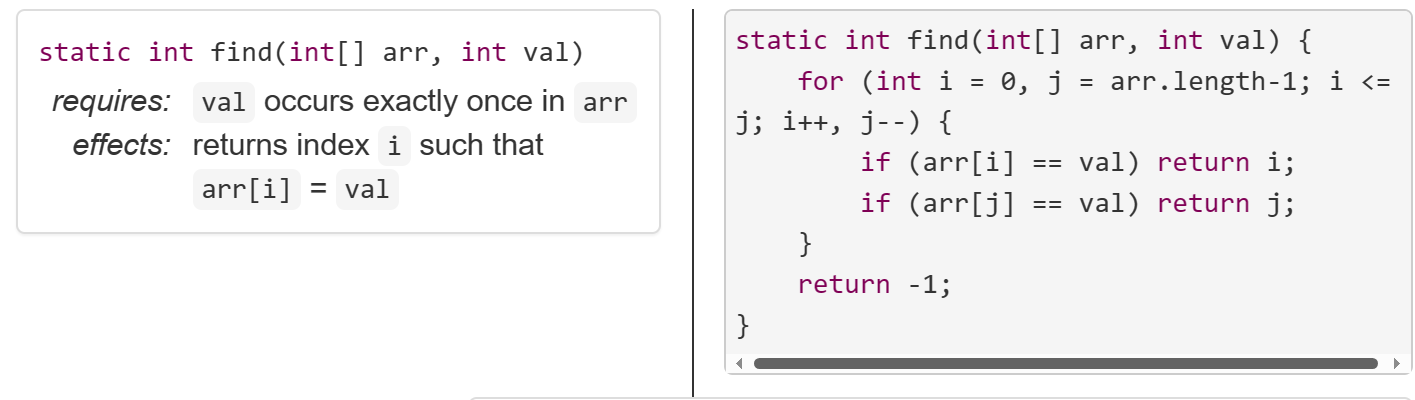 static int find(int[] arr, int val)
requires: val occurs exactly once in arr
effects: returns index i such that
arr[i] = val
static int find(int[] arr, int val) {
    for (int i = 0, j = arr.length-1; i <=
j; i++, j--) {
        if (arr[i] == val) return i;
        if (arr[j] == val) return j;
    }
    return -1;
}